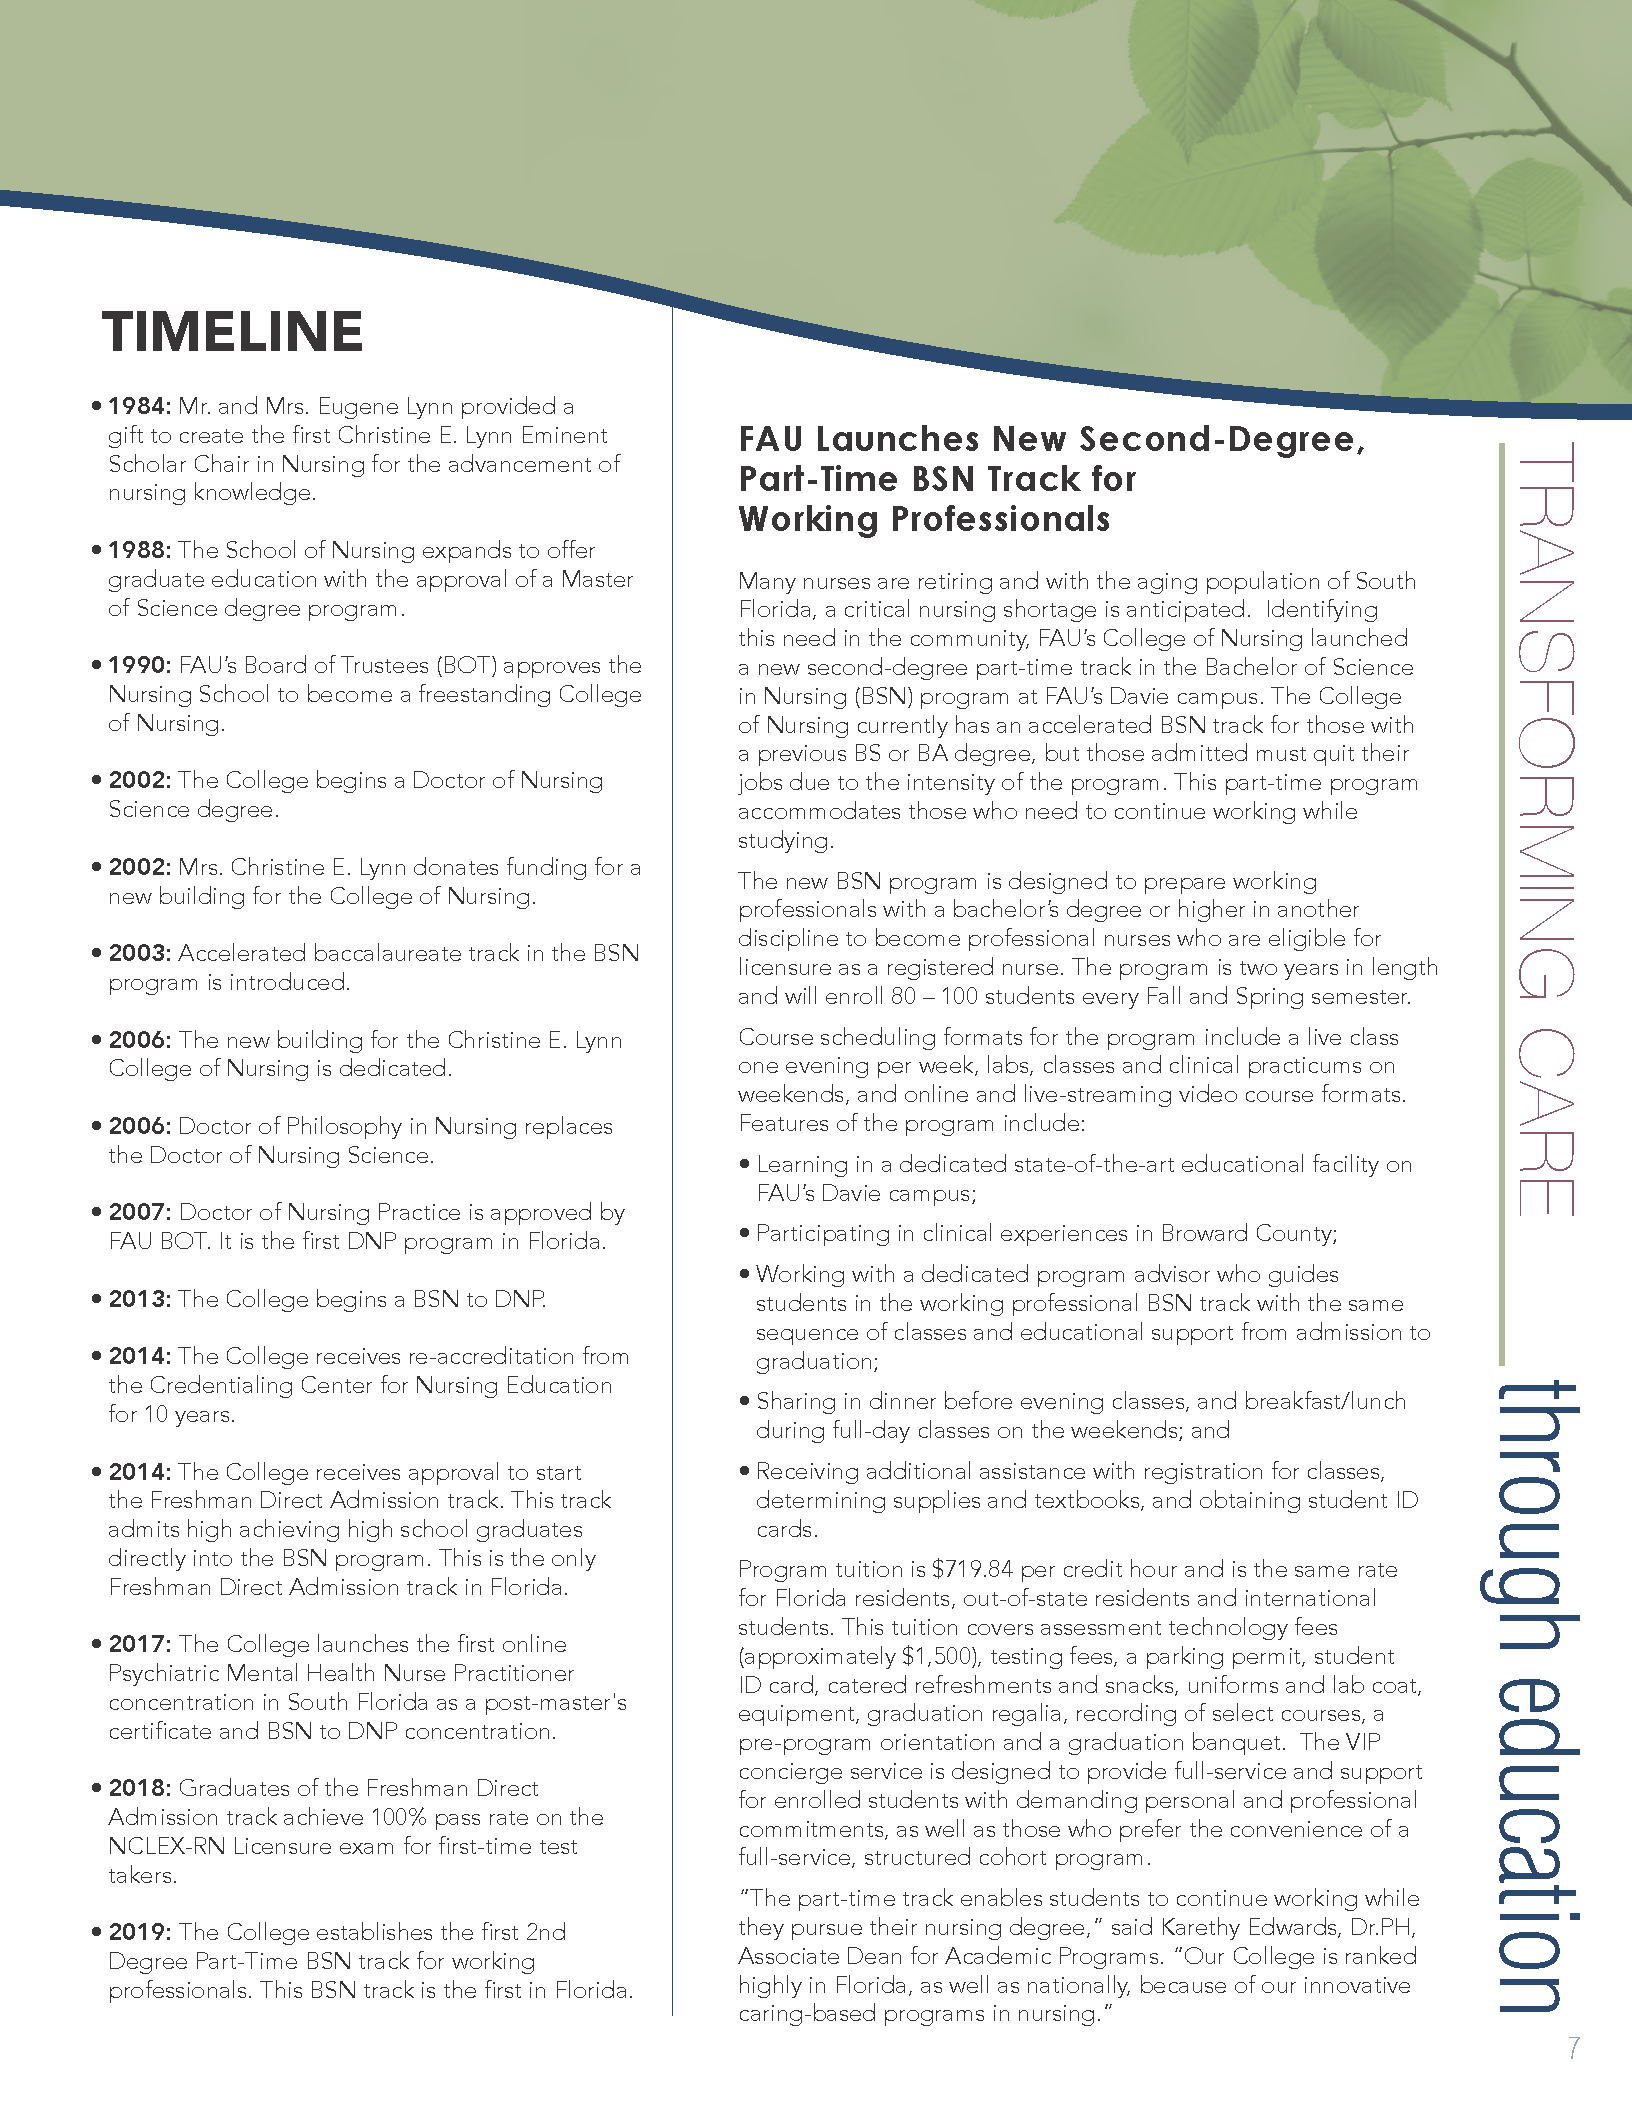 TIMELINE
• 1984: Mr. and Mrs. Eugene Lynn provided a
gift to create the first Christine E. Lynn Eminent
Scholar Chair in Nursing for the advancement of
nursing knowledge.
• 1988: The School of Nursing expands to offer
graduate education with the approval of a Master
of Science degree program.
• 1990: FAU’s Board of Trustees (BOT) approves the
Nursing School to become a freestanding College
of Nursing.
• 2002: The College begins a Doctor of Nursing
Science degree.
• 2002: Mrs. Christine E. Lynn donates funding for a
new building for the College of Nursing.
• 2003: Accelerated baccalaureate track in the BSN
program is introduced.
• 2006: The new building for the Christine E. Lynn
College of Nursing is dedicated.
• 2006: Doctor of Philosophy in Nursing replaces
the Doctor of Nursing Science.
• 2007: Doctor of Nursing Practice is approved by
FAU BOT. It is the first DNP program in Florida.
• 2013: The College begins a BSN to DNP.
• 2014: The College receives re-accreditation from
the Credentialing Center for Nursing Education
for 10 years.
• 2014: The College receives approval to start
the Freshman Direct Admission track. This track
admits high achieving high school graduates
directly into the BSN program. This is the only
Freshman Direct Admission track in Florida.
• 2017: The College launches the first online
Psychiatric Mental Health Nurse Practitioner
concentration in South Florida as a post-master's
certificate and BSN to DNP concentration.
• 2018: Graduates of the Freshman Direct
Admission track achieve 100% pass rate on the
NCLEX-RN Licensure exam for first-time test
takers.
• 2019: The College establishes the first 2nd
Degree Part-Time BSN track for working
professionals. This BSN track is the first in Florida.
FAU Launches New Second-Degree,
Part-Time BSN Track for
Working Professionals
Many nurses are retiring and with the aging population of South
Florida, a critical nursing shortage is anticipated.  Identifying
this need in the community, FAU’s College of Nursing launched
a new second-degree part-time track in the Bachelor of Science
in Nursing (BSN) program at FAU’s Davie campus. The College
of Nursing currently has an accelerated BSN track for those with
a previous BS or BA degree, but those admitted must quit their
jobs due to the intensity of the program. This part-time program
accommodates those who need to continue working while
studying.
The new BSN program is designed to prepare working
professionals with a bachelor’s degree or higher in another
discipline to become professional nurses who are eligible for
licensure as a registered nurse. The program is two years in length
and will enroll 80 – 100 students every Fall and Spring semester.
Course scheduling formats for the program include a live class
one evening per week, labs, classes and clinical practicums on
weekends, and online and live-streaming video course formats.
Features of the program include:
• Learning in a dedicated state-of-the-art educational facility on
FAU’s Davie campus;
• Participating in clinical experiences in Broward County;
• Working with a dedicated program advisor who guides
students in the working professional BSN track with the same
sequence of classes and educational support from admission to
graduation;
• Sharing in dinner before evening classes, and breakfast/lunch
during full-day classes on the weekends; and
• Receiving additional assistance with registration for classes,
determining supplies and textbooks, and obtaining student ID
cards.
Program tuition is $719.84 per credit hour and is the same rate
for Florida residents, out-of-state residents and international
students. This tuition covers assessment technology fees
(approximately $1,500), testing fees, a parking permit, student
ID card, catered refreshments and snacks, uniforms and lab coat,
equipment, graduation regalia, recording of select courses, a
pre-program orientation and a graduation banquet.  The VIP
concierge service is designed to provide full-service and support
for enrolled students with demanding personal and professional
commitments, as well as those who prefer the convenience of a
full-service, structured cohort program.
“The part-time track enables students to continue working while
they pursue their nursing degree,” said Karethy Edwards, Dr.PH,
Associate Dean for Academic Programs. “Our College is ranked
highly in Florida, as well as nationally, because of our innovative
caring-based programs in nursing.”
TRANSFORMING CARE
through education
7